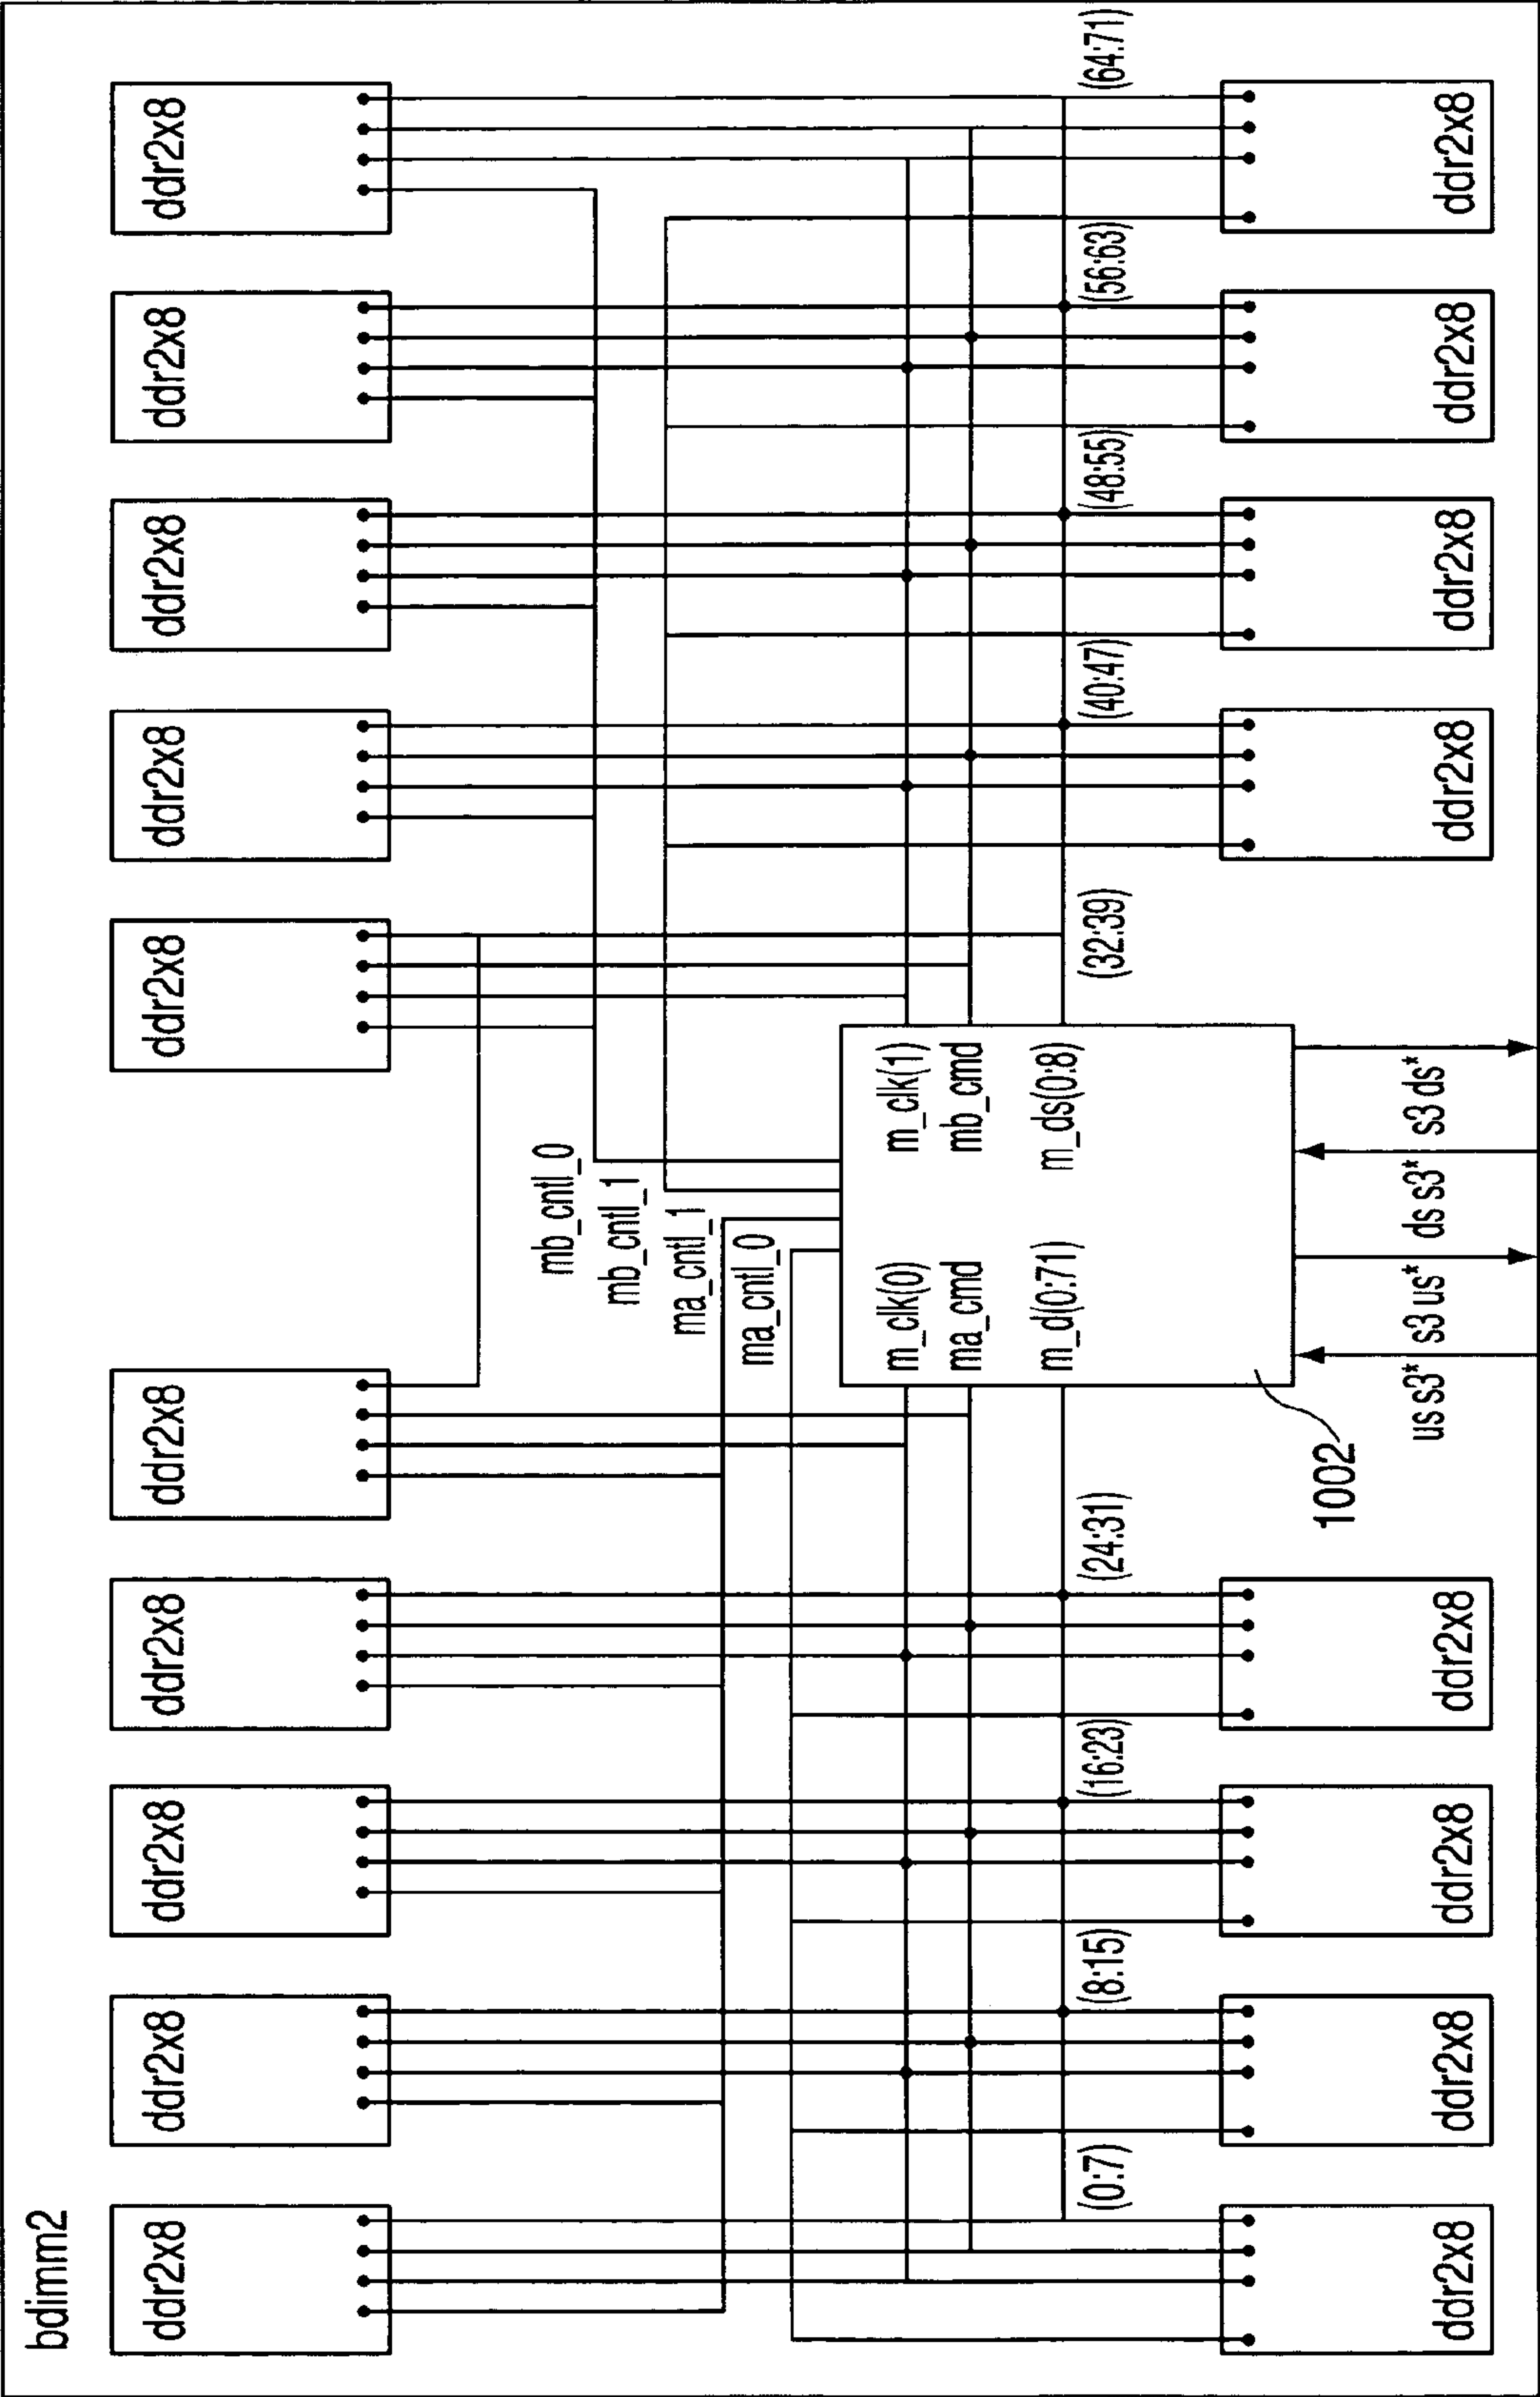 bdimm2
ddr2x8
ddr2x8
ddr2x8
ddr2x8
ddr2x8
ddr2x8
ddr2x8
ddr2x8
ddr2x8
ddr2x8
mb_cntl_0
mb_cntl_1
ma_cntl_1
ma_cntl_0
m_clk(0)
m_clk(1)
ma_cmd
mb_cmd
m_d(0:71)
m_ds(0:8)
(0:7)
(8:15)
(16:23)
(24:31)
(32:39)
(40:47)
(48:55)
(56:63)
(64:71)
1002
us s3*
s3 us*
ds s3*
s3 ds*
ddr2x8
ddr2x8
ddr2x8
ddr2x8
ddr2x8
ddr2x8
ddr2x8
ddr2x8